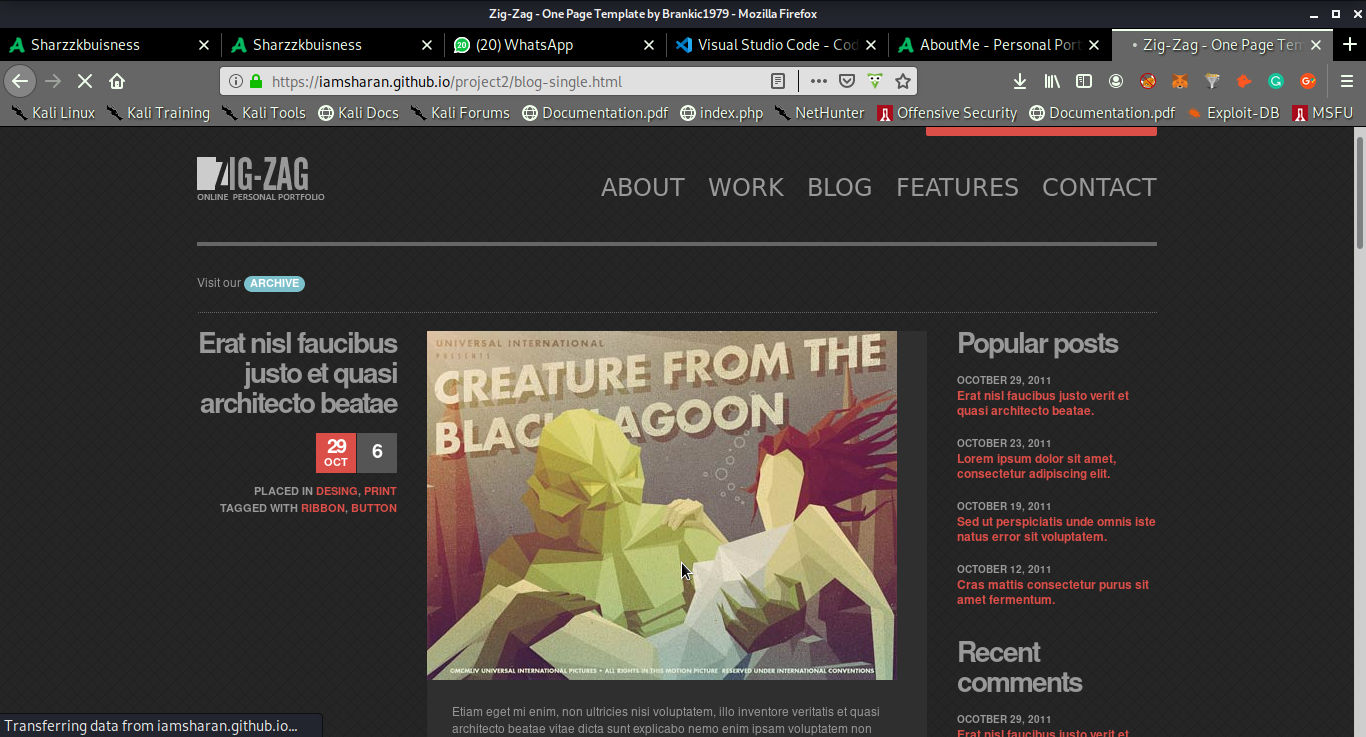 Zig-Zag - One Page Template by Brankic1979 - Mozilla Firefox
Sharzzkbuisness
Sharzzkbuisness
20
(20) WhatsApp
Visual Studio Code - Cod
AboutMe - Personal Port
Zig-Zag - One Page Tem
https://iamsharan.github.io/project2/blog-single.html
Kali Linux
Kali Training
Kali Tools
Kali Docs
Kali Forums
Documentation.pdf
index.php
NetHunter
Offensive Security
Documentation.pdf
Exploit-DB
MSFU
ZIG-ZAG
ONLINE PERSONAL PORTFOLIO
ABOUT
WORK
BLOG
FEATURES
CONTACT
Visit our ARCHIVE
Erat nisl faucibus
justo et quasi
architecto beatae
29
OCT
6
PLACED IN DESING, PRINT
TAGGED WITH RIBBON, BUTTON
UNIVERSAL INTERNATIONAL
PRESENTS
CREATURE FROM THE
BLACK LAGOON
CMCMLIV UNIVERSAL INTERNATIONAL PICTURES • ALL RIGHTS IN THIS MOTION PICTURE RESERVED UNDER INTERNATIONAL CONVENTIONS
Etiam eget mi enim, non ultricies nisi voluptatem, illo inventore veritatis et quasi
architecto beatae vitae dicta sunt explicabo nemo enim ipsam voluptatem non
Popular posts
OCOTBER 29, 2011
Erat nisl faucibus justo verit et
quasi architecto beatae.
OCTOBER 23, 2011
Lorem ipsum dolor sit amet,
consectetur adipiscing elit.
OCTOBER 19, 2011
Sed ut perspiciatis unde omnis iste
natus error sit voluptatem.
OCTOBER 12, 2011
Cras mattis consectetur purus sit
amet fermentum.
Recent
comments
OCOTBER 29, 2011
Erat nisl faucibus justo verit et
Transferring data from iamsharan.github.io...